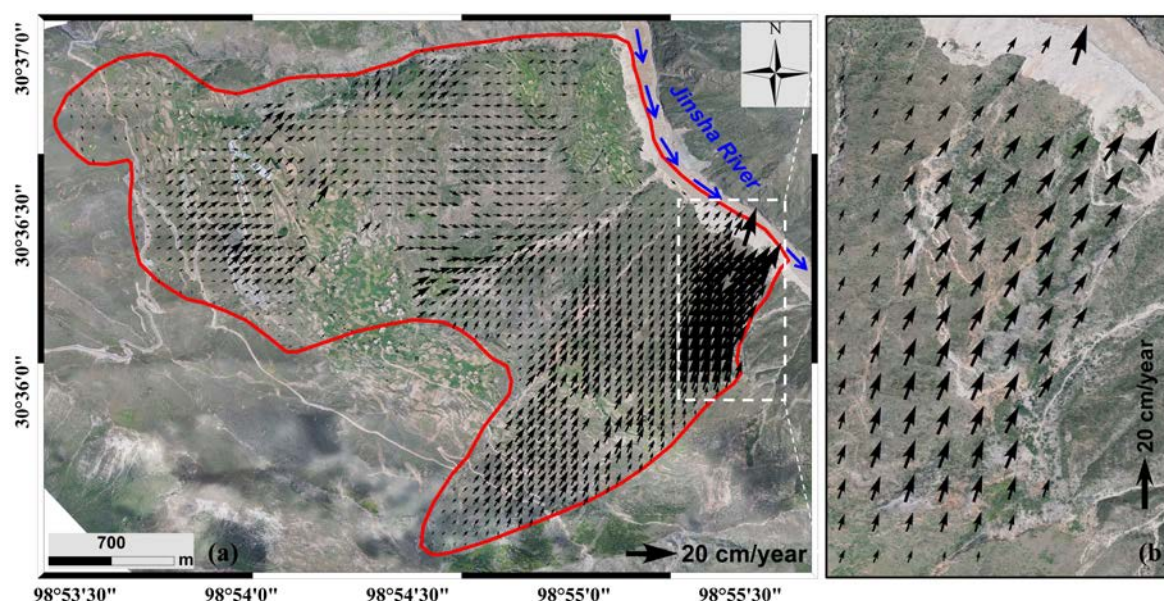 30°37'0"
30°36'30"
30°36'0"
N
Jinsha River
700
m
(a)
20 cm/year
98°53'30"
98°54'0"
98°54'30"
98°55'0"
98°55'30"
20 cm/year
(b